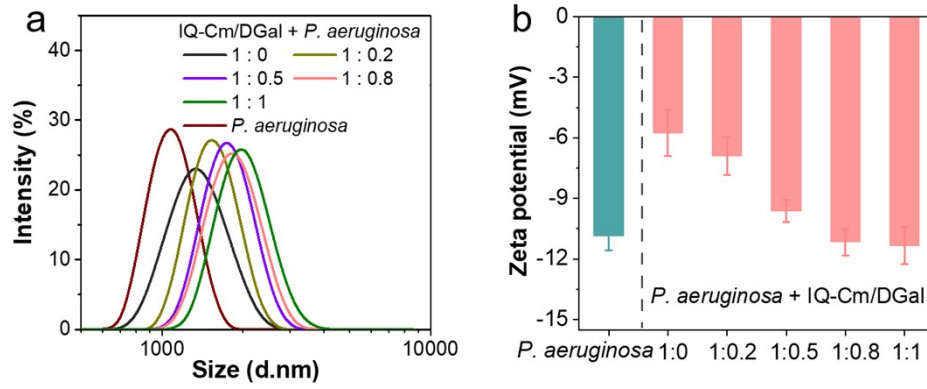 a
IQ-Cm/DGal + P. aeruginosa
1 : 0 1 : 0.2
1 : 0.5 1 : 0.8
1 : 1
P. aeruginosa
Intensity (%)
40
30
20
10
0
1000 10000
Size (d.nm)
b
Zeta potential (mV)
0
-3
-6
-9
-12
-15
P. aeruginosa + IQ-Cm/DGal
P. aeruginosa 1:0 1:0.2 1:0.5 1:0.8 1:1